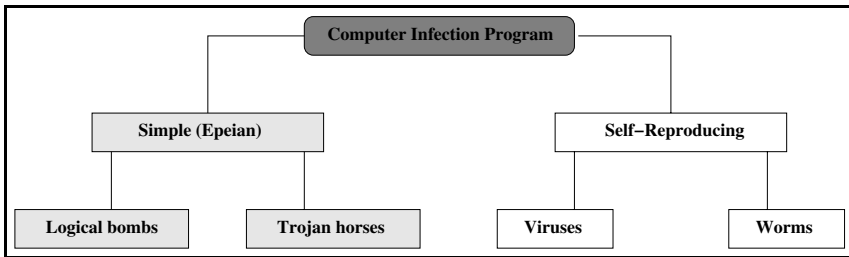 Computer Infection Program
Simple (Epeian)
Self−Reproducing
Logical bombs
Trojan horses
Viruses
Worms